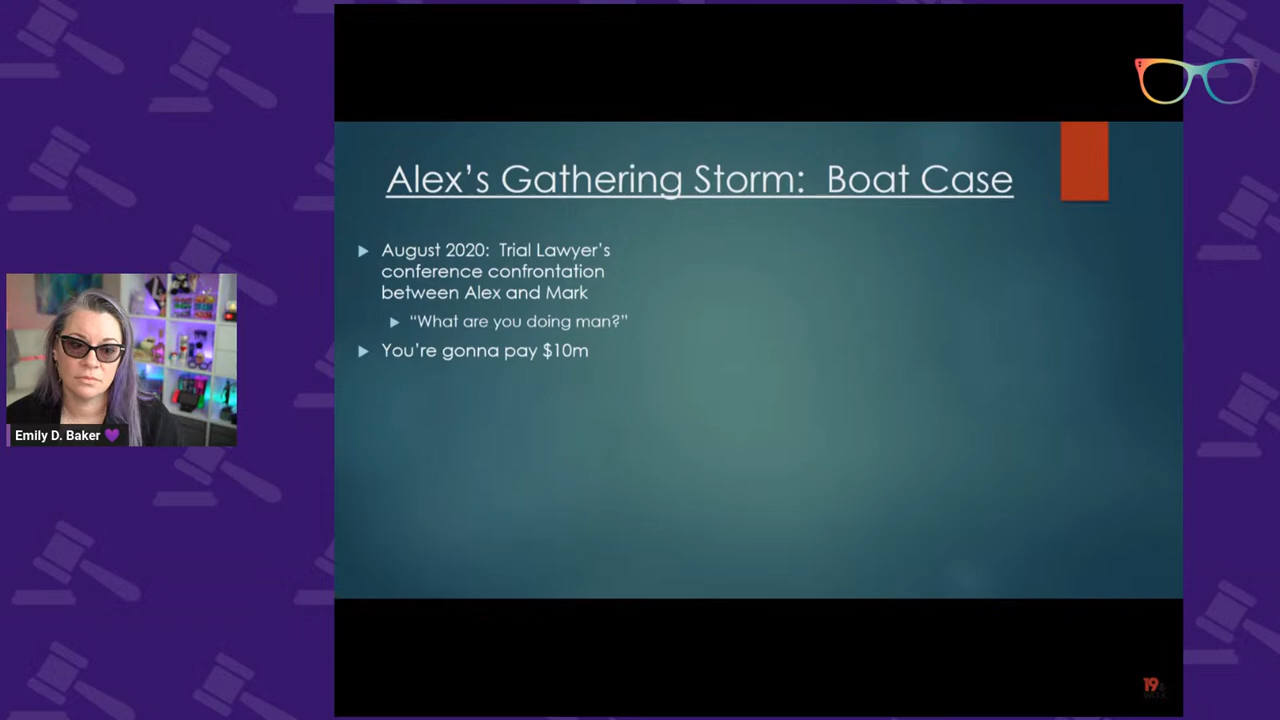 Alex's Gathering Storm: Boat Case
August 2020: Trial Lawyer's
conference confrontation
between Alex and Mark
"What are you doing man?"
You're gonna pay $10m
Emily D. Baker 💜
19